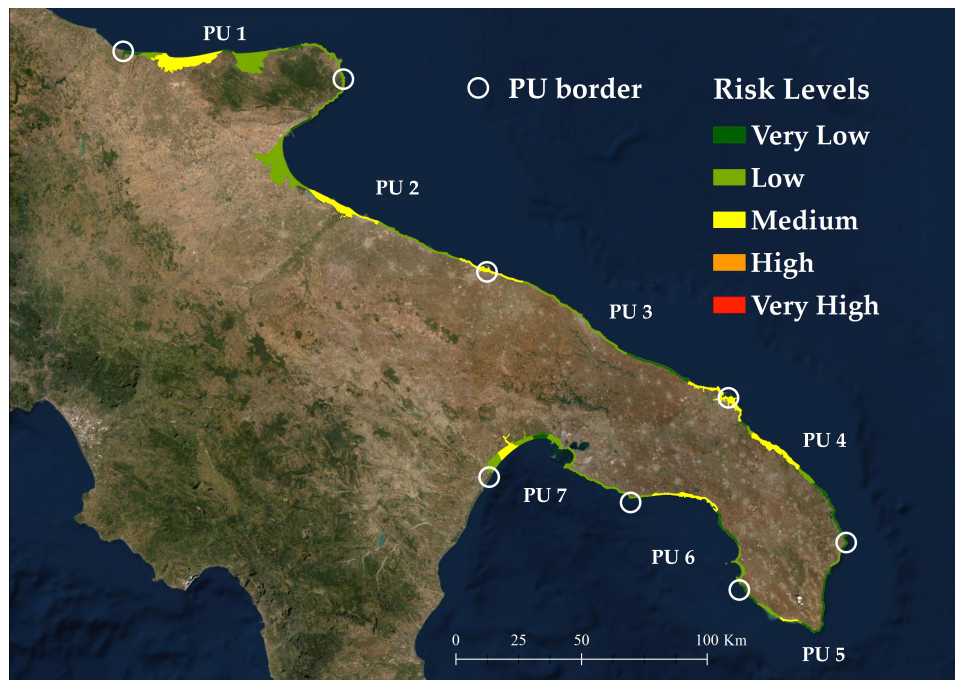 PU 1
PU border
Risk Levels
Very Low
Low
Medium
High
Very High
PU 2
PU 3
PU 4
PU 7
PU 6
PU 5
0 25 50 100 Km